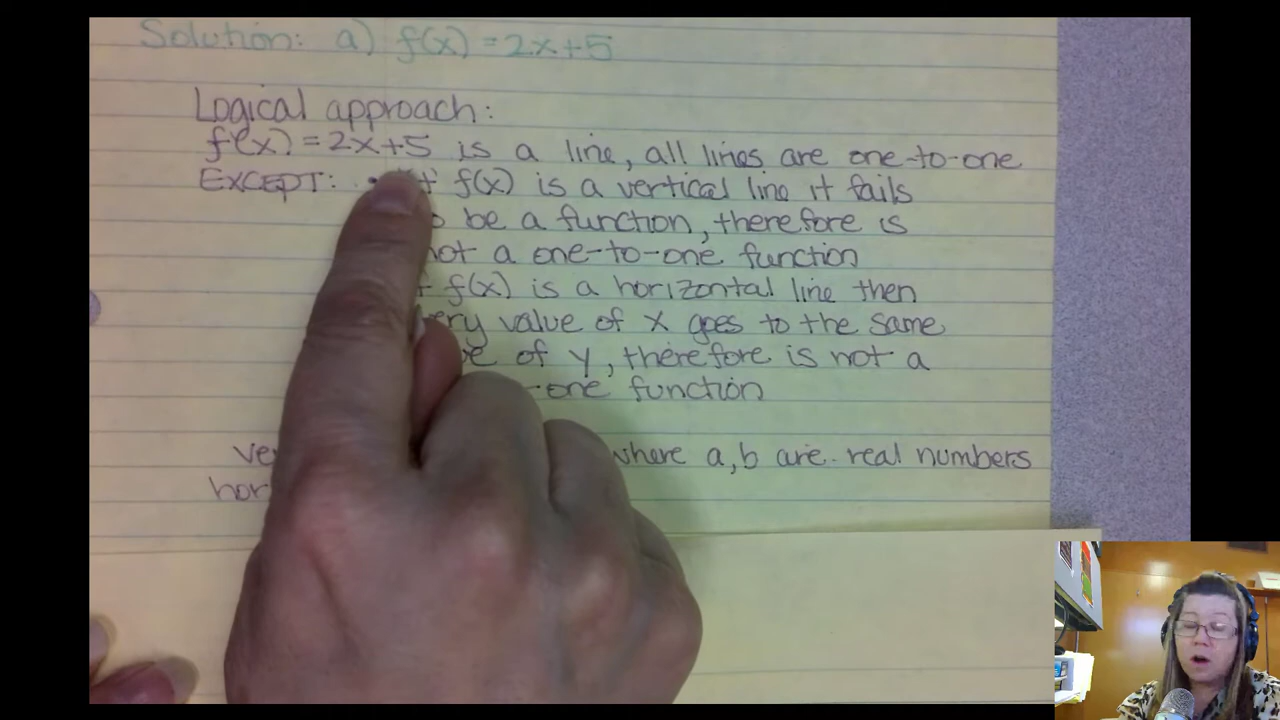 Solution: a) f(x) = 2x+5
Logical approach:
f(x) = 2x+5 is a line, all lines are one-to-one
EXCEPT: • f(x) is a vertical line it fails
be a function, therefore is
not a one-to-one function
f(x) is a horizontal line then
value of x goes to the same
of y, therefore is not a
-one function
where a,b are real numbers